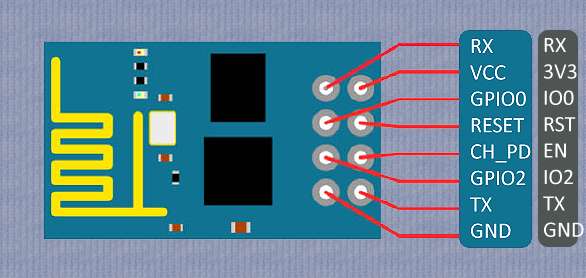 RX RX
VCC 3V3
GPIO0 IO0
RESET RST
CH_PD EN
GPIO2 IO2
TX TX
GND GND